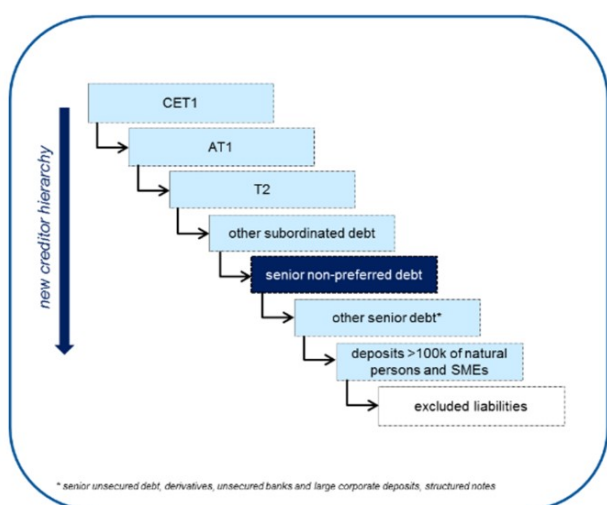 new creditor hierarchy
CET1
AT1
T2
other subordinated debt
senior non-preferred debt
other senior debt*
deposits >100k of natural
persons and SMEs
excluded liabilities
* senior unsecured debt, derivatives, unsecured banks and large corporate deposits, structured notes